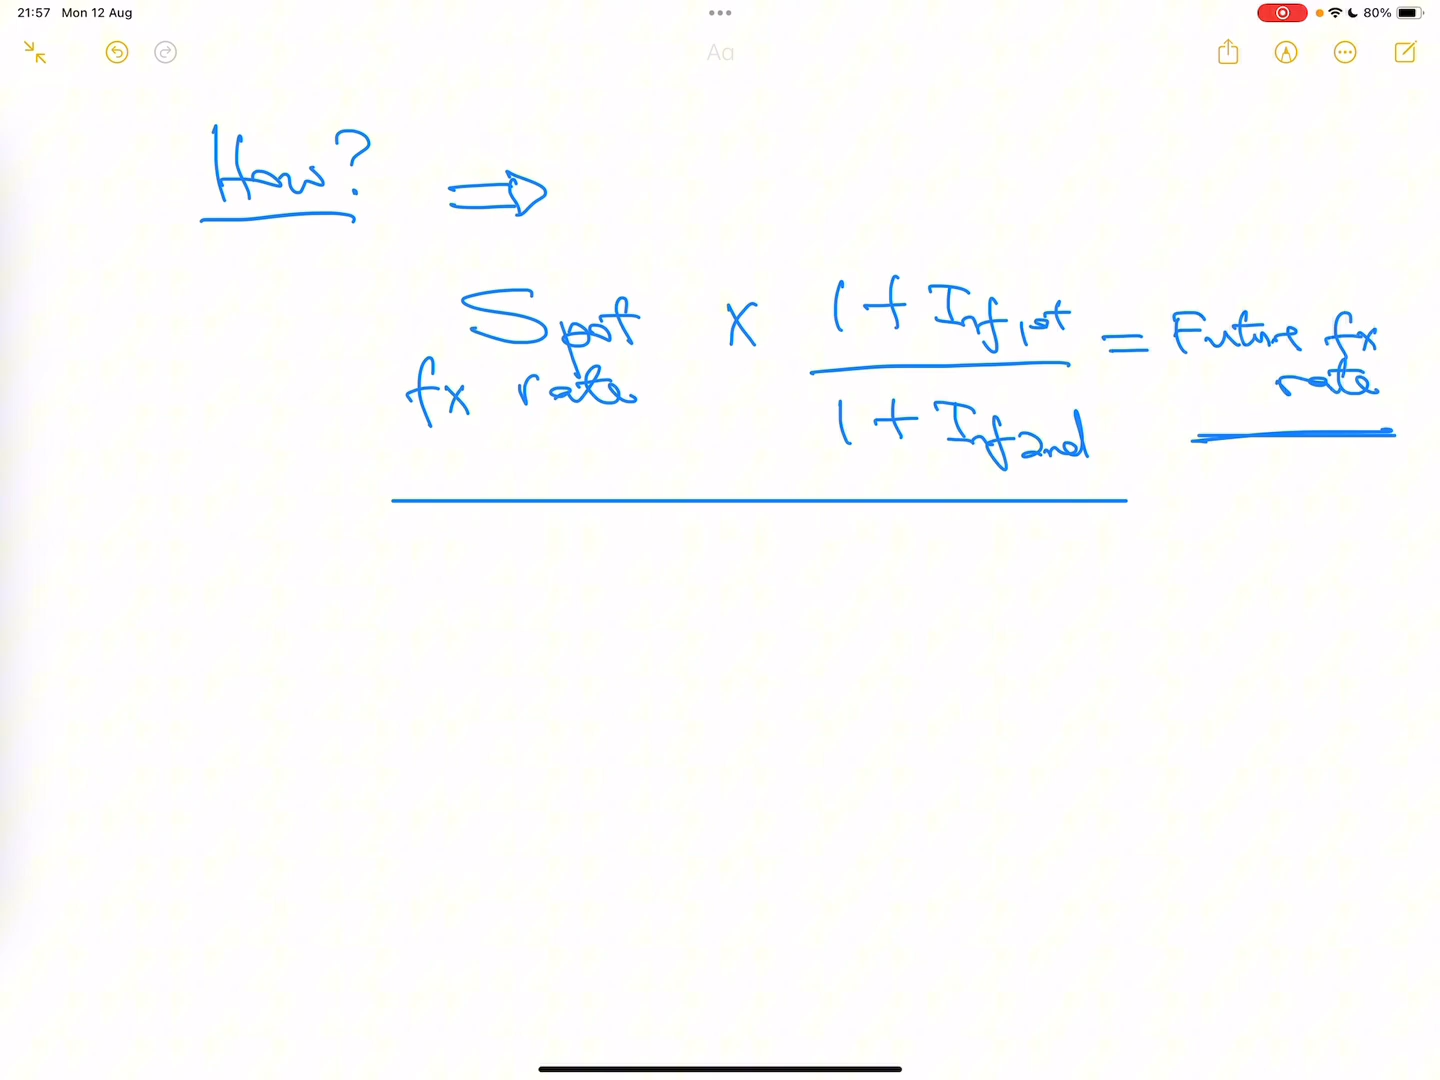 21:57 Mon 12 Aug
80%
Aa
How? ⇒
Spot fx rate × (1 + Inf 1st) / (1 + Inf 2nd) = Future fx rate